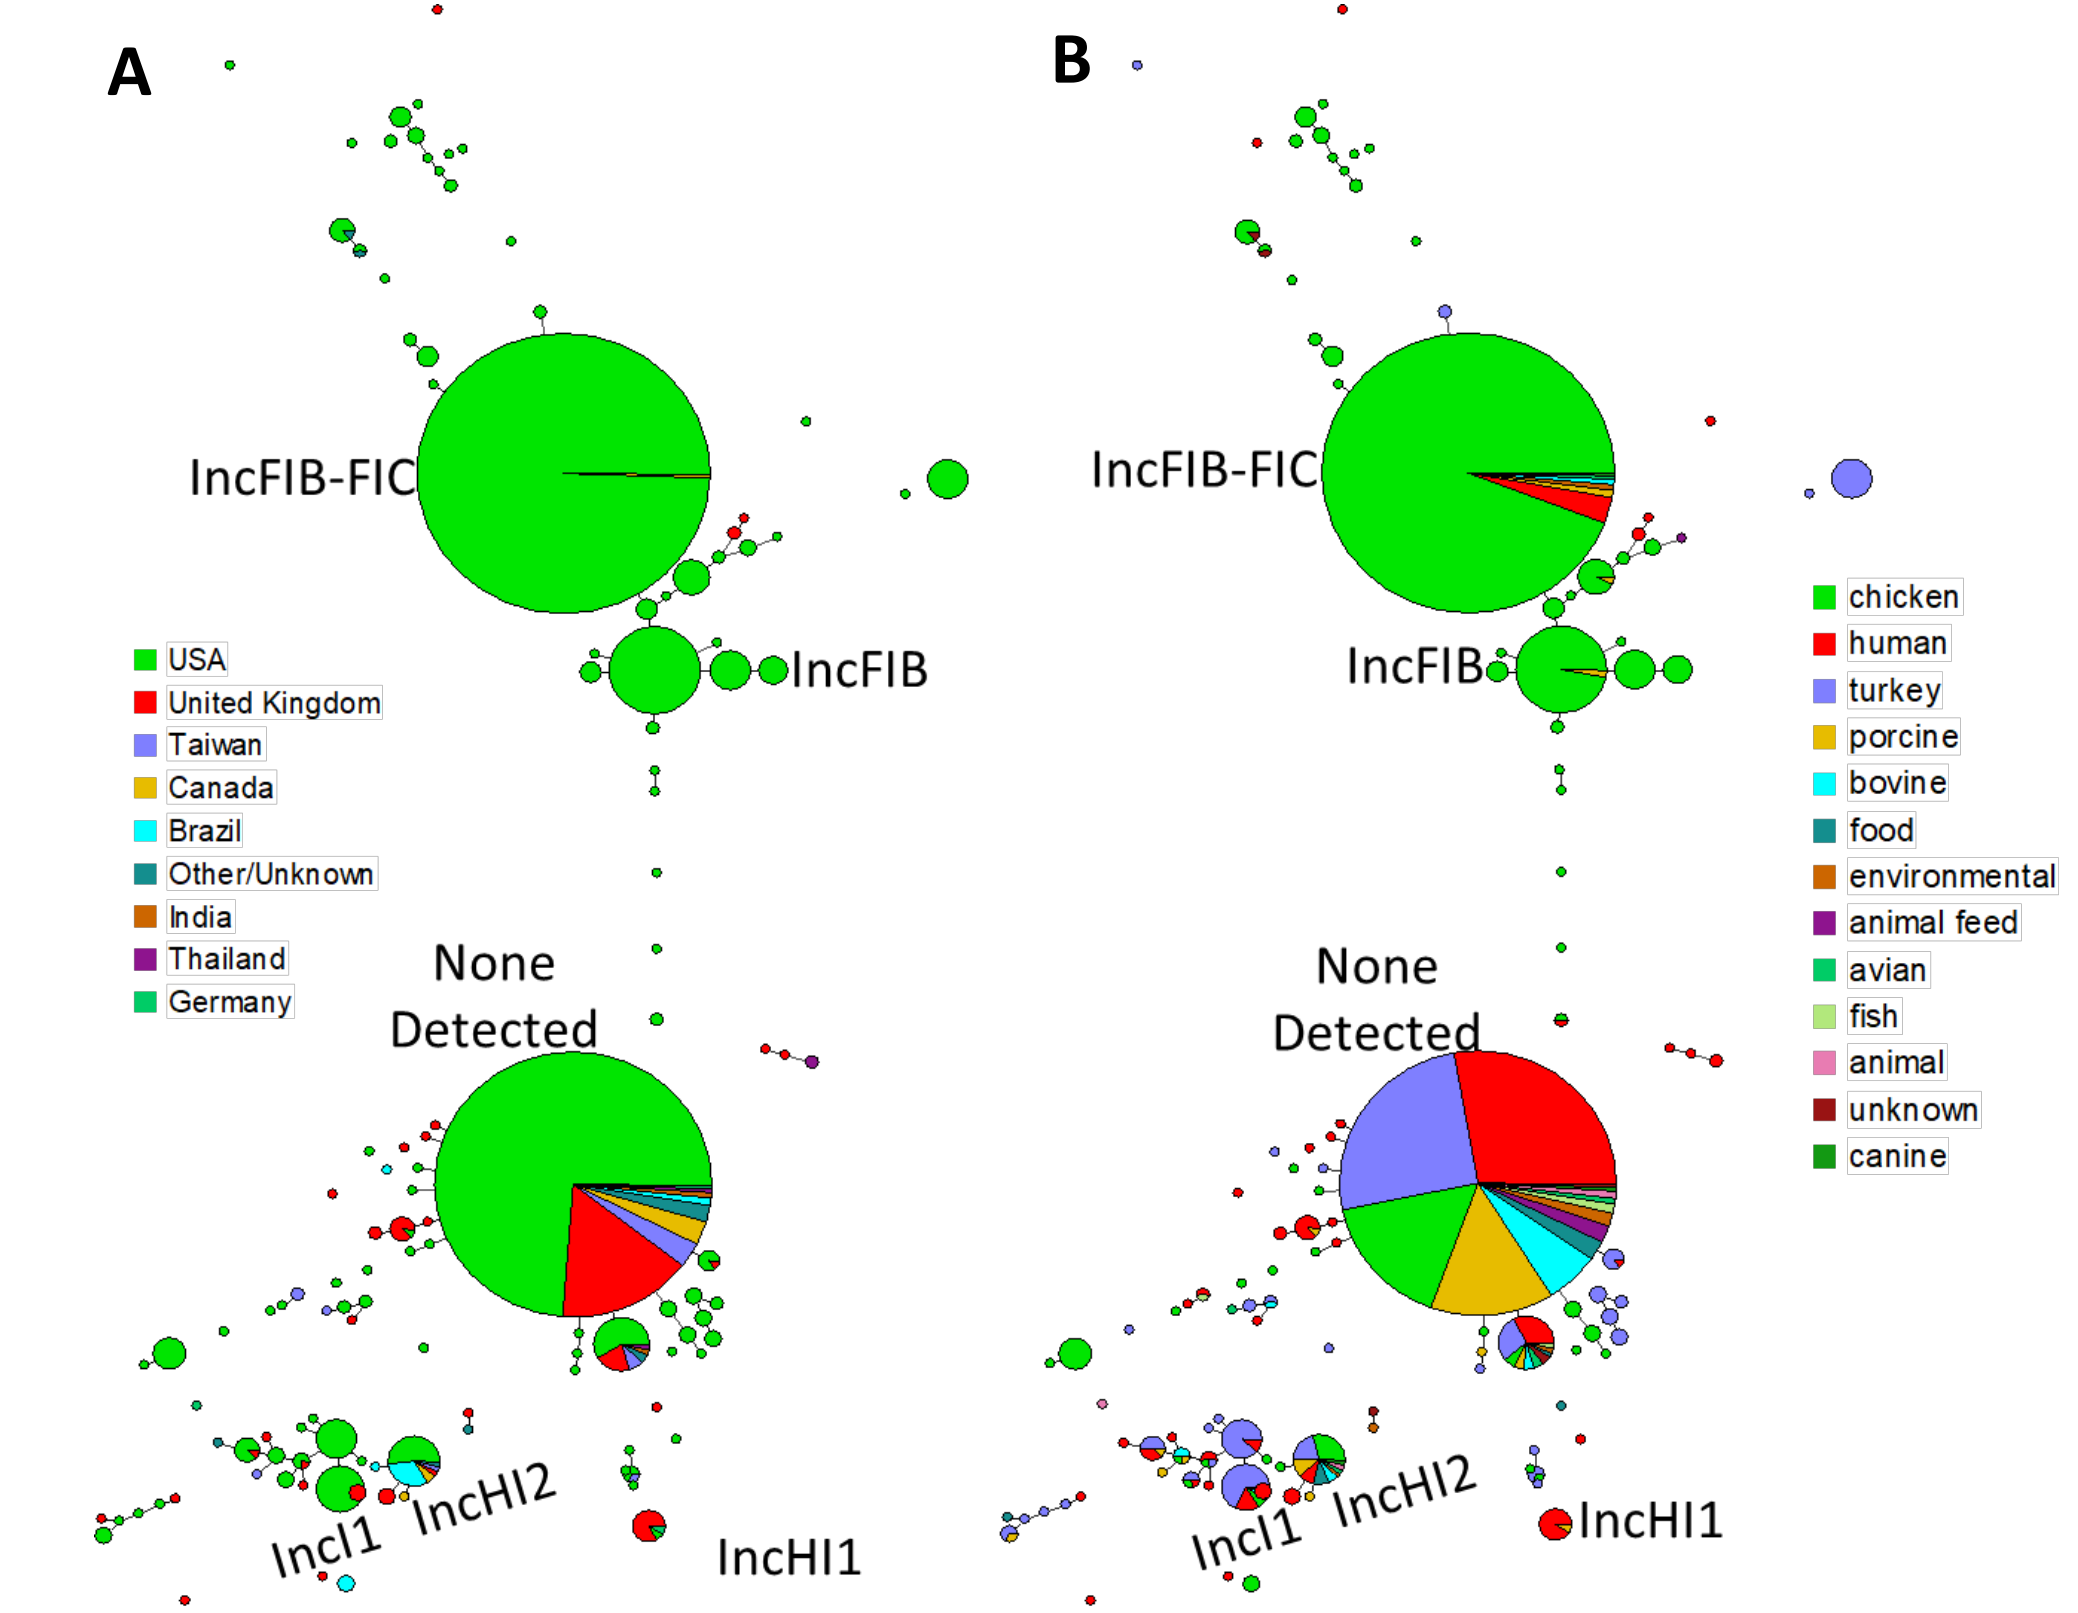 A
B
IncFIB-FIC
IncFIB-FIC
IncFIB
IncFIB
USA
United Kingdom
Taiwan
Canada
Brazil
Other/Unknown
India
Thailand
Germany
chicken
human
turkey
porcine
bovine
food
environmental
animal feed
avian
fish
animal
unknown
canine
None
Detected
None
Detected
IncI1
IncHI2
IncHI1
IncI1
IncHI2
IncHI1